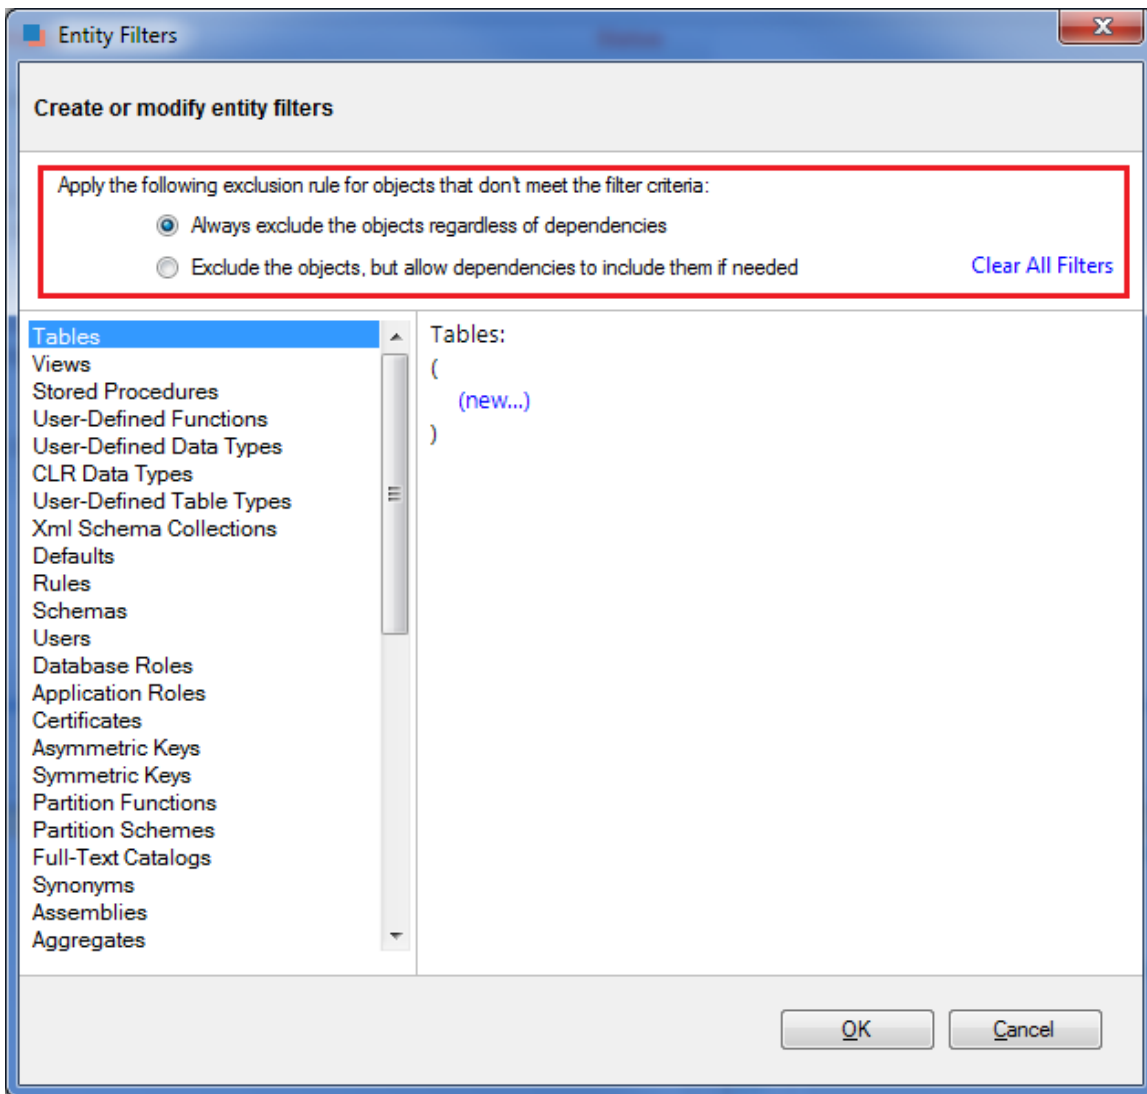 Entity Filters
Create or modify entity filters
Apply the following exclusion rule for objects that don't meet the filter criteria:
Always exclude the objects regardless of dependencies
Exclude the objects, but allow dependencies to include them if needed
Clear All Filters
Tables
Views
Stored Procedures
User-Defined Functions
User-Defined Data Types
CLR Data Types
User-Defined Table Types
Xml Schema Collections
Defaults
Rules
Schemas
Users
Database Roles
Application Roles
Certificates
Asymmetric Keys
Symmetric Keys
Partition Functions
Partition Schemes
Full-Text Catalogs
Synonyms
Assemblies
Aggregates
Tables:
(
(new...)
)
OK
Cancel